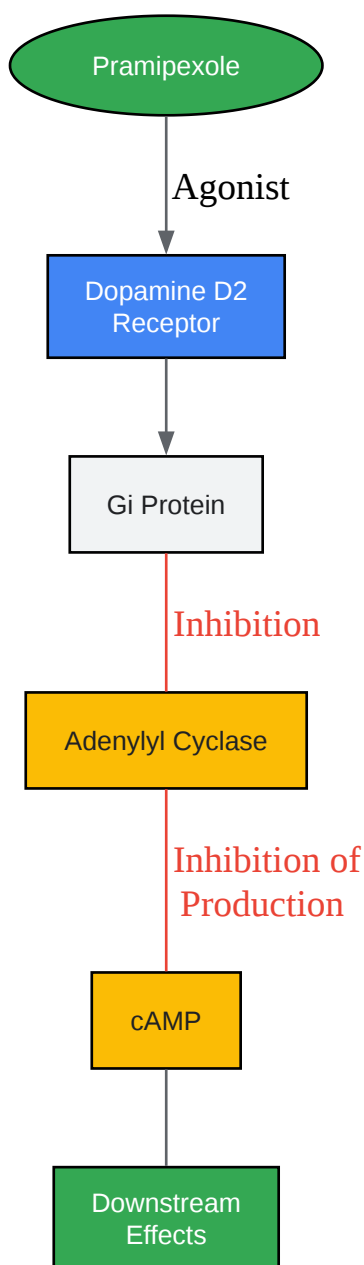 Pramipexole
Agonist
Dopamine D2
Receptor
Gi Protein
Inhibition
Adenylyl Cyclase
Inhibition of
Production
cAMP
Downstream
Effects